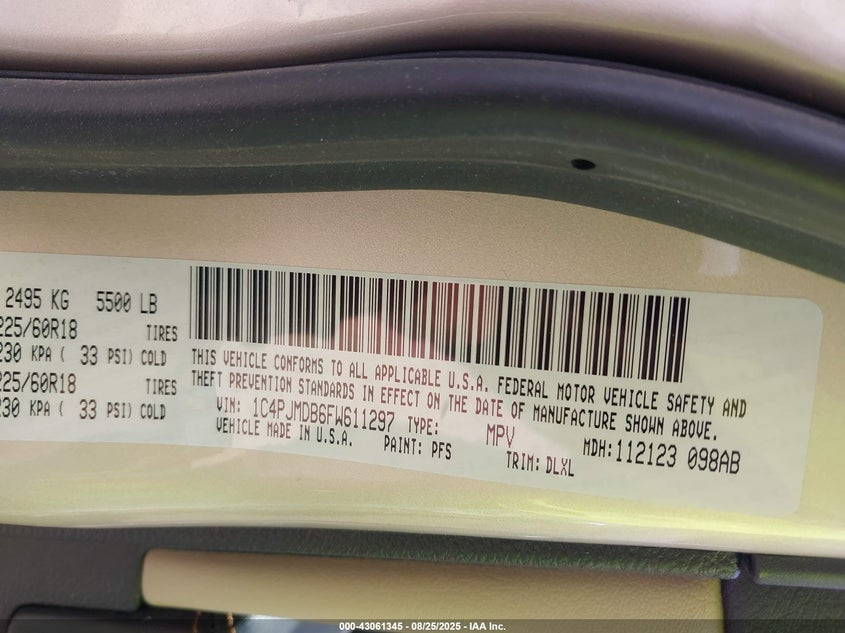 2495 KG 5500 LB
225/60R18 TIRES
230 KPA ( 33 PSI) COLD
225/60R18 TIRES
230 KPA ( 33 PSI) COLD
THIS VEHICLE CONFORMS TO ALL APPLICABLE U.S.A. FEDERAL MOTOR VEHICLE SAFETY AND
THEFT PREVENTION STANDARDS IN EFFECT ON THE DATE OF MANUFACTURE SHOWN ABOVE.
VIN: 1C4PJMDB6FW611297 TYPE: MPV MDH: 112123 098AB
VEHICLE MADE IN U.S.A. PAINT: PFS TRIM: DLXL
000-43061345 - 08/25/2025 - IAA Inc.